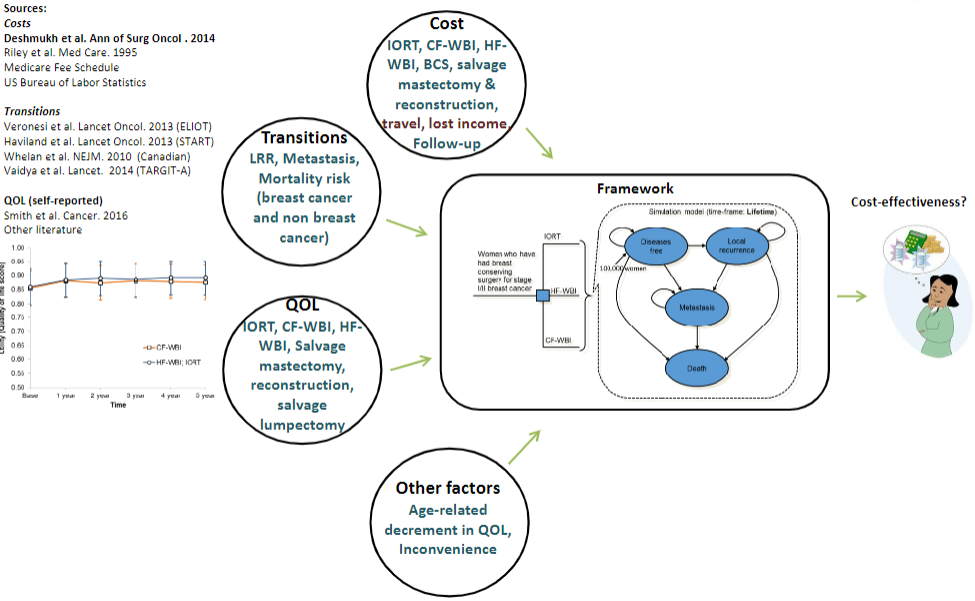 Sources:
Costs
Deshmukh et al. Ann of Surg Oncol . 2014
Riley et al. Med Care. 1995
Medicare Fee Schedule
US Bureau of Labor Statistics
Transitions
Veronesi et al. Lancet Oncol. 2013 (ELIOT)
Haviland et al. Lancet Oncol. 2013 (START)
Whelan et al. NEJM. 2010 (Canadian)
Vaidya et al. Lancet. 2014 (TARGIT-A)
QOL (self-reported)
Smith et al. Cancer. 2016
Other literature
1.00
0.95
0.90
0.85
0.80
0.75
0.70
0.65
0.60
0.55
0.50
CF-WBI
HF-WBI; IORT
Base
1 year
2 year
3 year
4 year
5 year
Time
Cost
IORT, CF-WBI, HF-
WBI, BCS, salvage
mastectomy &
reconstruction,
travel, lost income,
Follow-up
Transitions
LRR, Metastasis,
Mortality risk
(breast cancer
and non breast
cancer)
QOL
IORT, CF-WBI, HF-
WBI, Salvage
mastectomy,
reconstruction,
salvage
lumpectomy
Other factors
Age-related
decrement in QOL,
Inconvenience
Framework
Simulation model (time-frame: Lifetime)
Women who have
had breast
conserving
surgery for stage
I/II breast cancer
IORT
HF-WBI
CF-WBI
100,000 women
Diseases
free
Local
recurrence
Metastasis
Death
Cost-effectiveness?